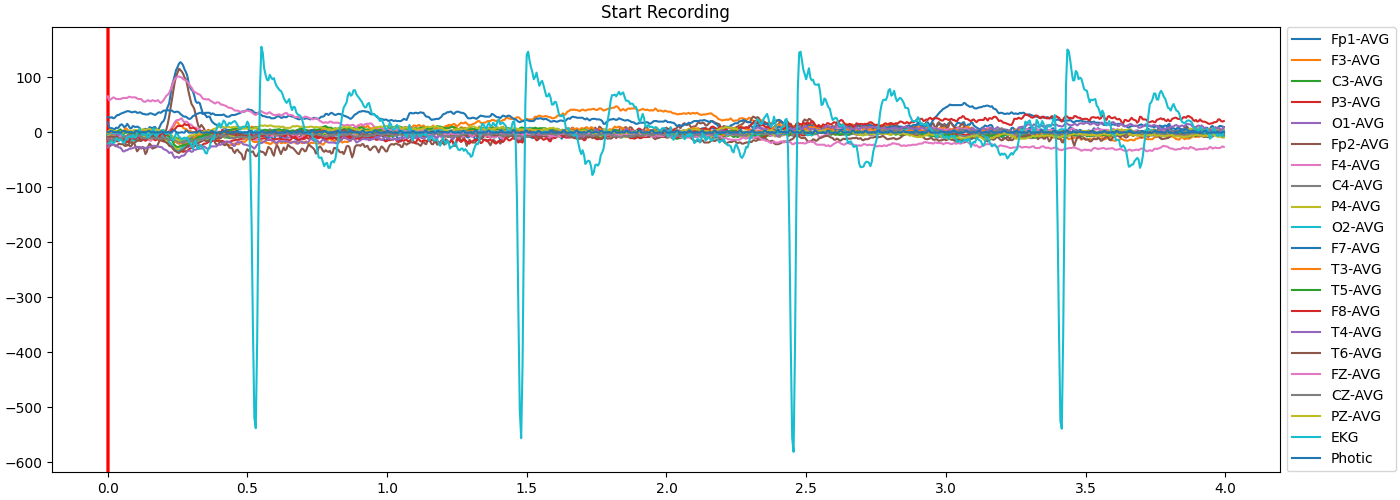 Start Recording
100
0
−100
−200
−300
−400
−500
−600
0.0 0.5 1.0 1.5 2.0 2.5 3.0 3.5 4.0
Fp1-AVG
F3-AVG
C3-AVG
P3-AVG
O1-AVG
Fp2-AVG
F4-AVG
C4-AVG
P4-AVG
O2-AVG
F7-AVG
T3-AVG
T5-AVG
F8-AVG
T4-AVG
T6-AVG
FZ-AVG
CZ-AVG
PZ-AVG
EKG
Photic